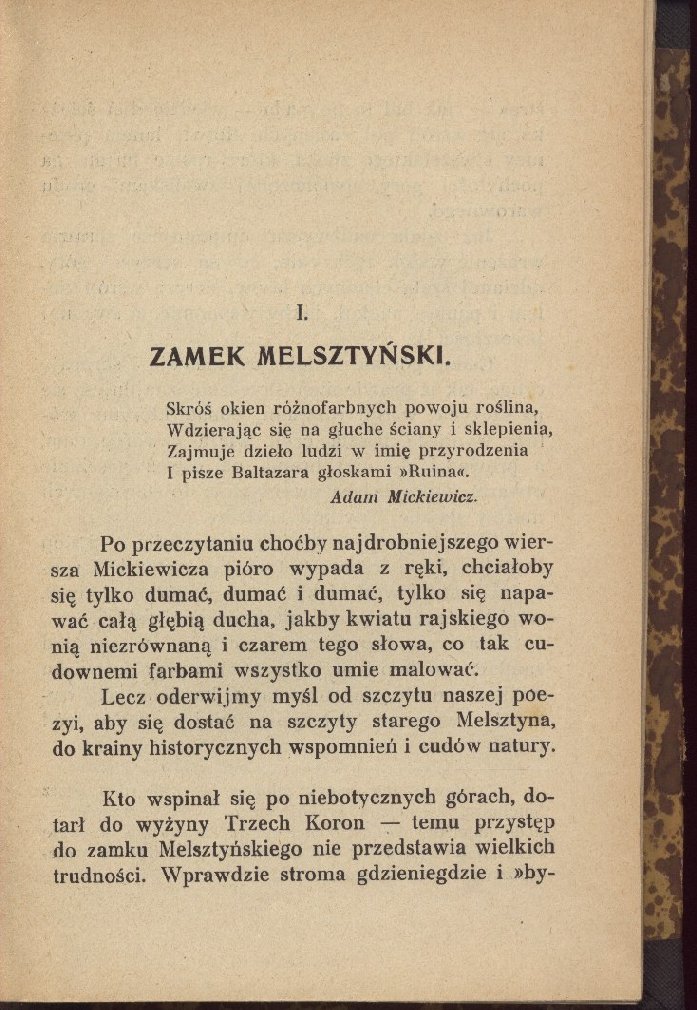 I.
ZAMEK MELSZTYŃSKI.
Skróś okien różnofarbnych powoju roślina,
Wdzierając się na głuche ściany i sklepienia,
Zajmuje dzieło ludzi w imię przyrodzenia
I pisze Baltazara głoskami »Ruina«.
Adam Mickiewicz.
Po przeczytaniu choćby najdrobniejszego wier-
sza Mickiewicza pióro wypada z ręki, chciałoby
się tylko dumać, dumać i dumać, tylko się napa-
wać całą głębią ducha, jakby kwiatu rajskiego wo-
nią niezrównaną i czarem tego słowa, co tak cu-
downemi farbami wszystko umie malować.
Lecz oderwijmy myśl od szczytu naszej poe-
zyi, aby się dostać na szczyty starego Melsztyna,
do krainy historycznych wspomnień i cudów natury.
Kto wspinał się po niebotycznych górach, do-
tarł do wyżyny Trzech Koron — temu przystęp
do zamku Melsztyńskiego nie przedstawia wielkich
trudności. Wprawdzie stroma gdzieniegdzie i »by-